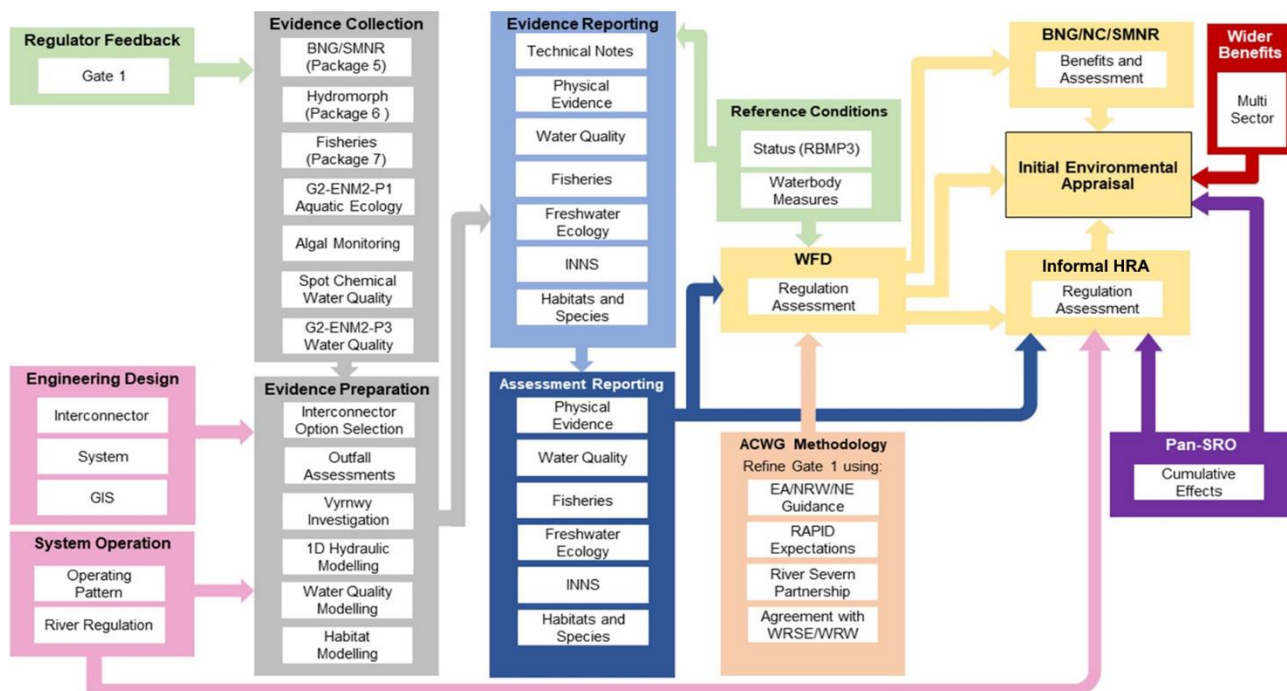 Regulator Feedback
Gate 1
Engineering Design
Interconnector
System
GIS
System Operation
Operating
Pattern
River Regulation
Evidence Collection
BNG/SMNR
(Package 5)
Hydromorph
(Package 6 )
Fisheries
(Package 7)
G2-ENM2-P1
Aquatic Ecology
Algal Monitoring
Spot Chemical
Water Quality
G2-ENM2-P3
Water Quality
Evidence Preparation
Interconnector
Option Selection
Outfall
Assessments
Vyrnwy
Investigation
1D Hydraulic
Modelling
Water Quality
Modelling
Habitat
Modelling
Evidence Reporting
Technical Notes
Physical
Evidence
Water Quality
Fisheries
Freshwater
Ecology
INNS
Habitats and
Species
Assessment Reporting
Physical
Evidence
Water Quality
Fisheries
Freshwater
Ecology
INNS
Habitats and
Species
Reference Conditions
Status (RBMP3)
Waterbody
Measures
WFD
Regulation
Assessment
ACWG Methodology
Refine Gate 1 using:
EA/NRW/NE
Guidance
RAPID
Expectations
River Severn
Partnership
Agreement with
WRSE/WRW
BNG/NC/SMNR
Benefits and
Assessment
Initial Environmental
Appraisal
Informal HRA
Regulation
Assessment
Wider
Benefits
Multi
Sector
Pan-SRO
Cumulative
Effects